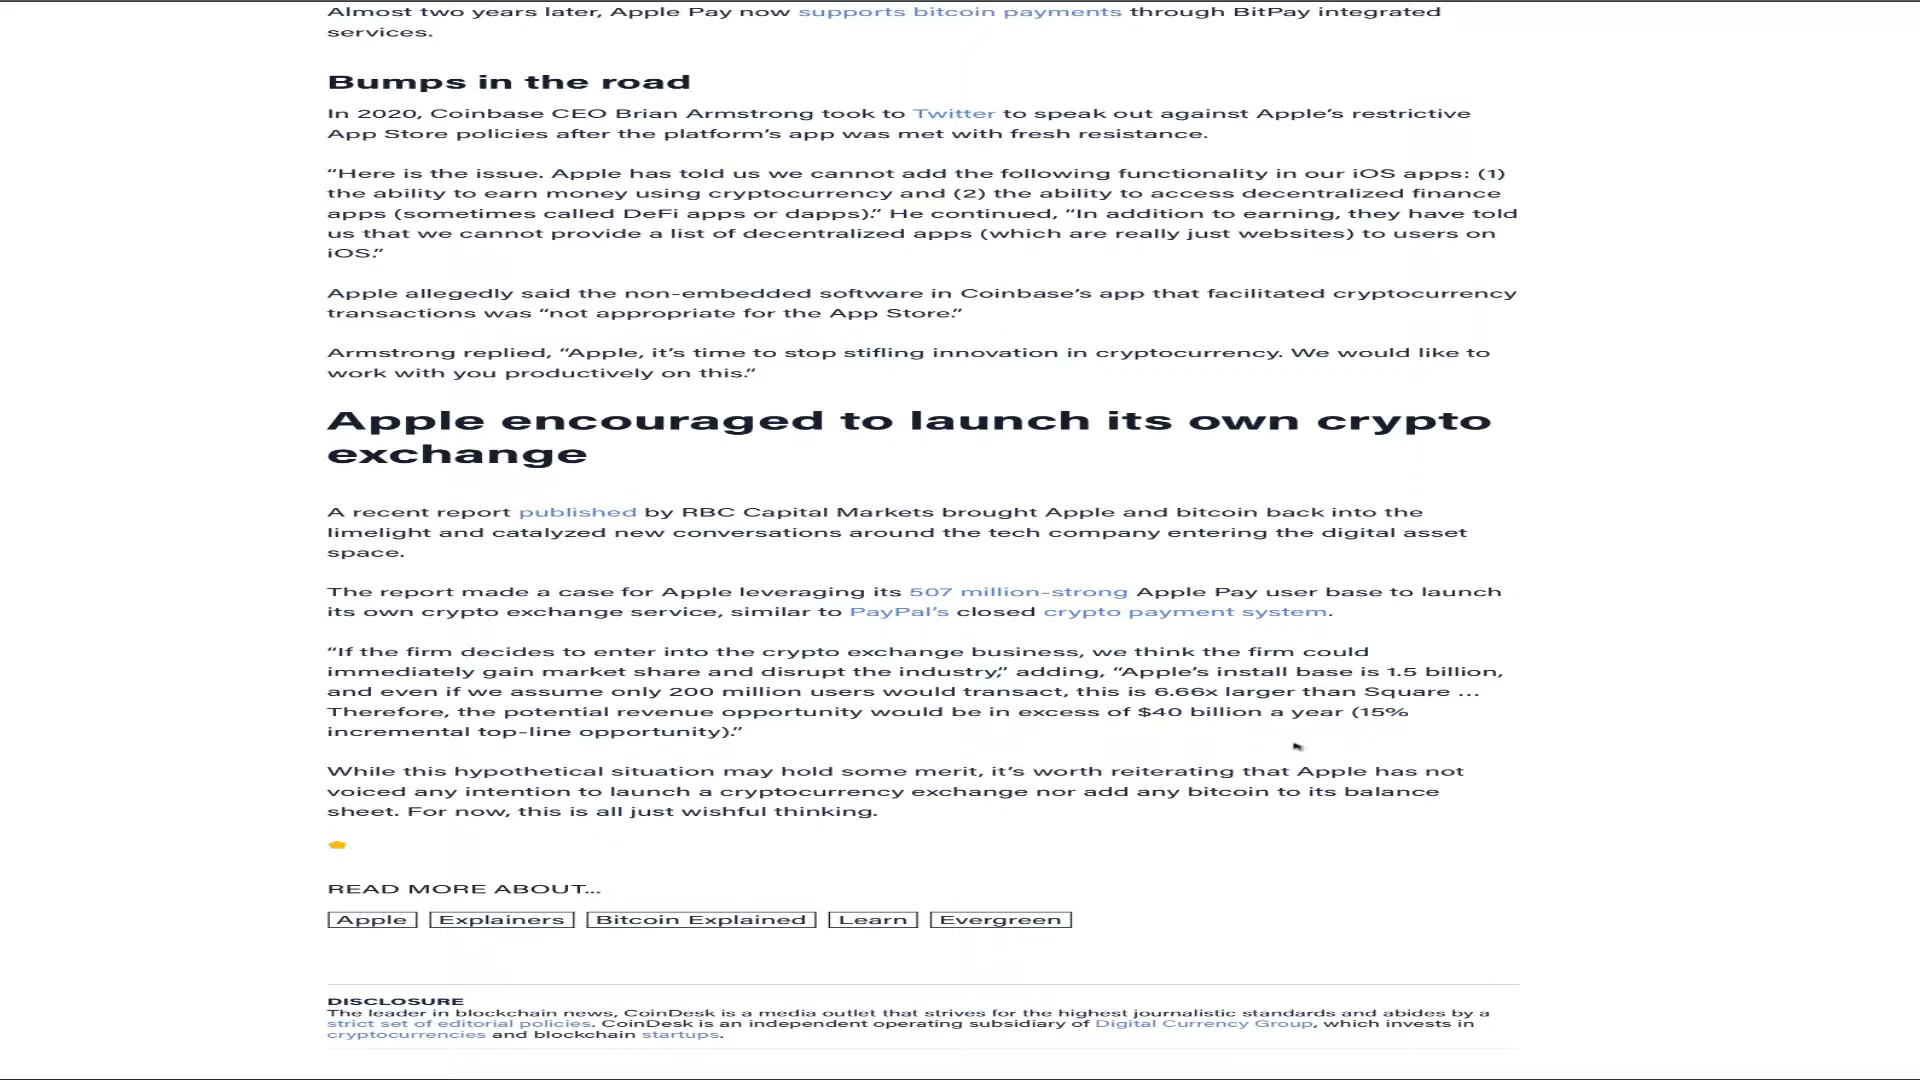 Almost two years later, Apple Pay now supports bitcoin payments through BitPay integrated
services.
Bumps in the road
In 2020, Coinbase CEO Brian Armstrong took to Twitter to speak out against Apple’s restrictive
App Store policies after the platform’s app was met with fresh resistance.
“Here is the issue. Apple has told us we cannot add the following functionality in our iOS apps: (1)
the ability to earn money using cryptocurrency and (2) the ability to access decentralized finance
apps (sometimes called DeFi apps or dapps).” He continued, “In addition to earning, they have told
us that we cannot provide a list of decentralized apps (which are really just websites) to users on
iOS.”
Apple allegedly said the non-embedded software in Coinbase’s app that facilitated cryptocurrency
transactions was “not appropriate for the App Store.”
Armstrong replied, “Apple, it’s time to stop stifling innovation in cryptocurrency. We would like to
work with you productively on this.”
Apple encouraged to launch its own crypto
exchange
A recent report published by RBC Capital Markets brought Apple and bitcoin back into the
limelight and catalyzed new conversations around the tech company entering the digital asset
space.
The report made a case for Apple leveraging its 507 million-strong Apple Pay user base to launch
its own crypto exchange service, similar to PayPal’s closed crypto payment system.
“If the firm decides to enter into the crypto exchange business, we think the firm could
immediately gain market share and disrupt the industry,” adding, “Apple’s install base is 1.5 billion,
and even if we assume only 200 million users would transact, this is 6.66x larger than Square ...
Therefore, the potential revenue opportunity would be in excess of $40 billion a year (15%
incremental top-line opportunity).”
While this hypothetical situation may hold some merit, it’s worth reiterating that Apple has not
voiced any intention to launch a cryptocurrency exchange nor add any bitcoin to its balance
sheet. For now, this is all just wishful thinking.
READ MORE ABOUT...
Apple Explainers Bitcoin Explained Learn Evergreen
DISCLOSURE
The leader in blockchain news, CoinDesk is a media outlet that strives for the highest journalistic standards and abides by a
strict set of editorial policies. CoinDesk is an independent operating subsidiary of Digital Currency Group, which invests in
cryptocurrencies and blockchain startups.